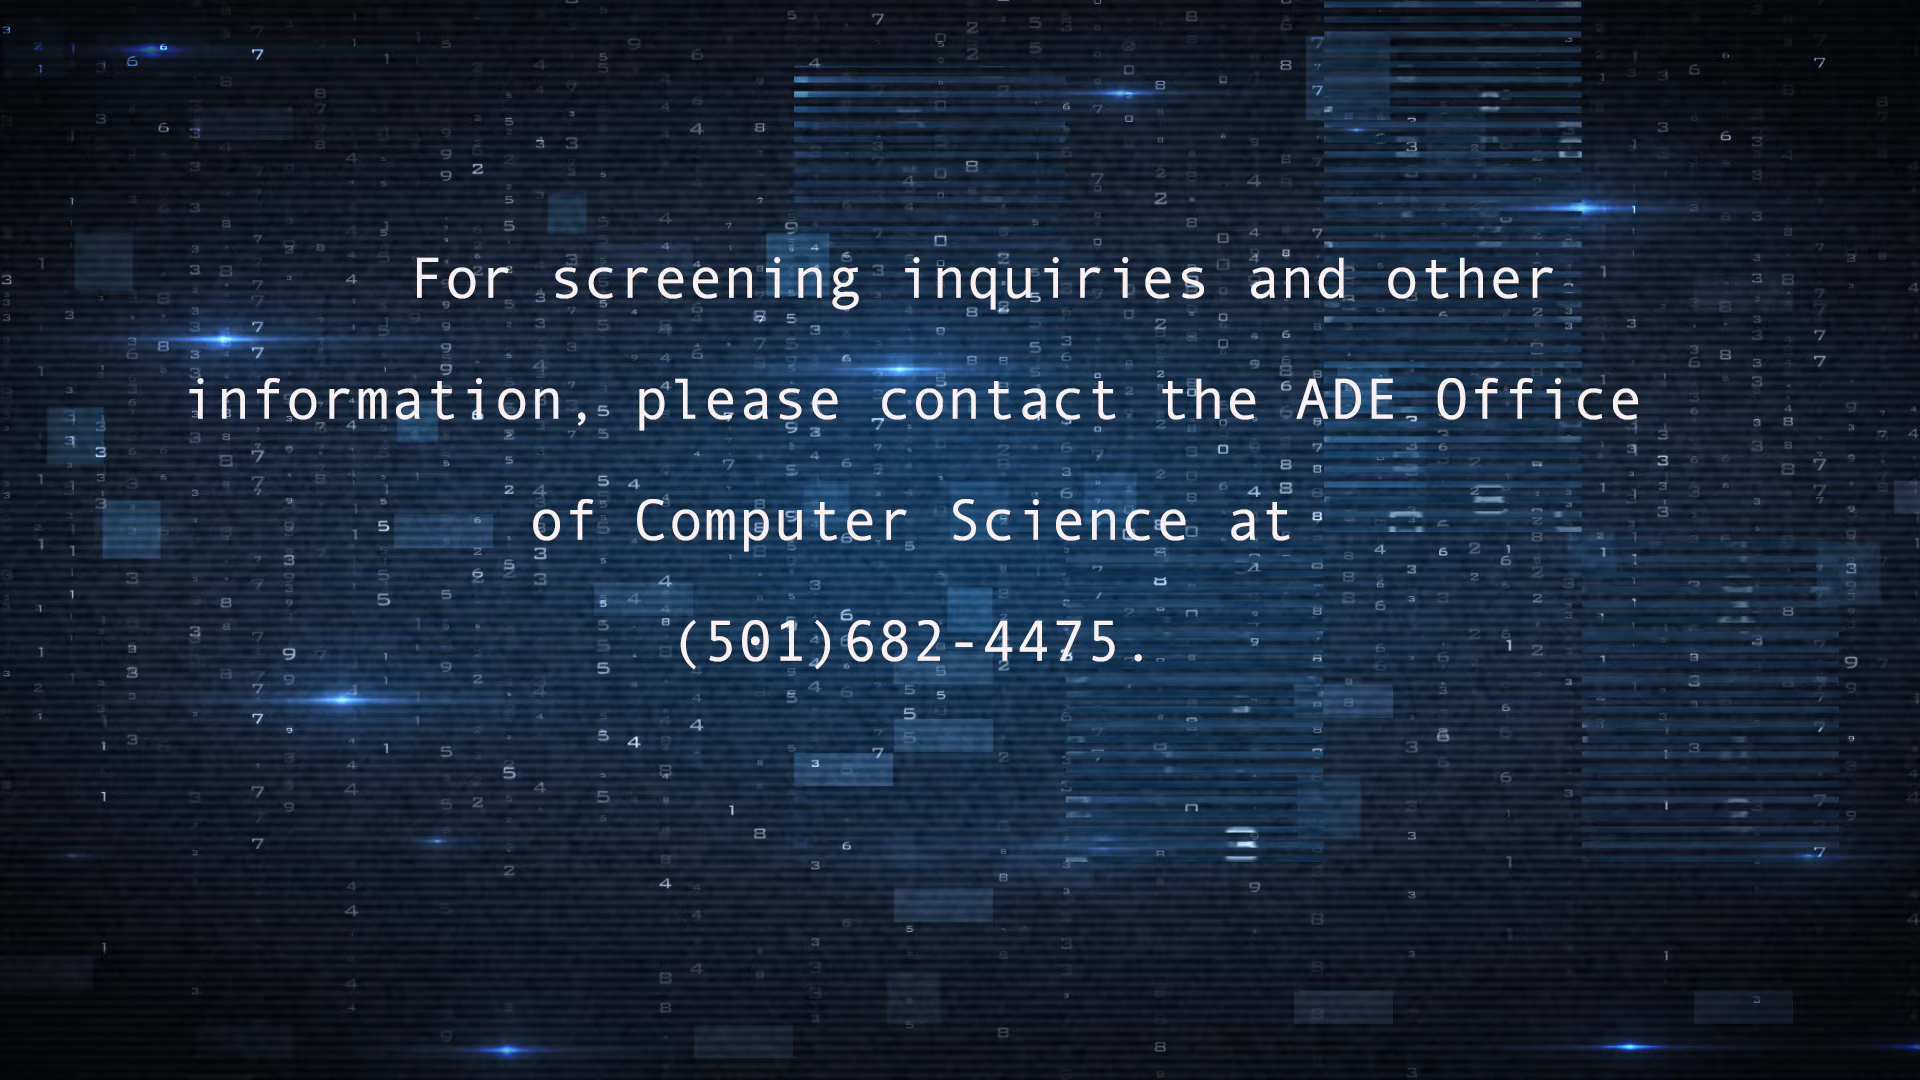 For screening inquiries and other
information, please contact the ADE Office
of Computer Science at
(501)682-4475.